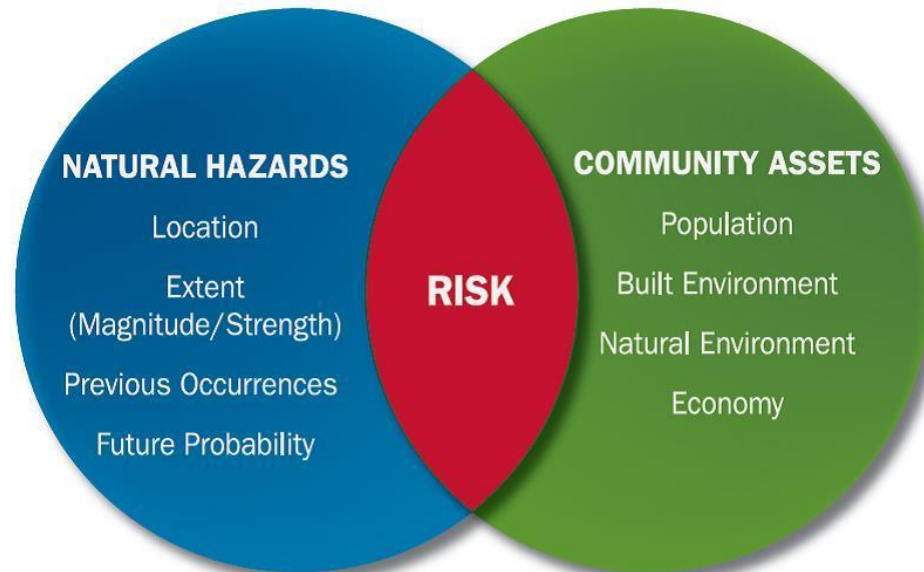 NATURAL HAZARDS
Location
Extent
(Magnitude/Strength)
Previous Occurrences
Future Probability
RISK
COMMUNITY ASSETS
Population
Built Environment
Natural Environment
Economy